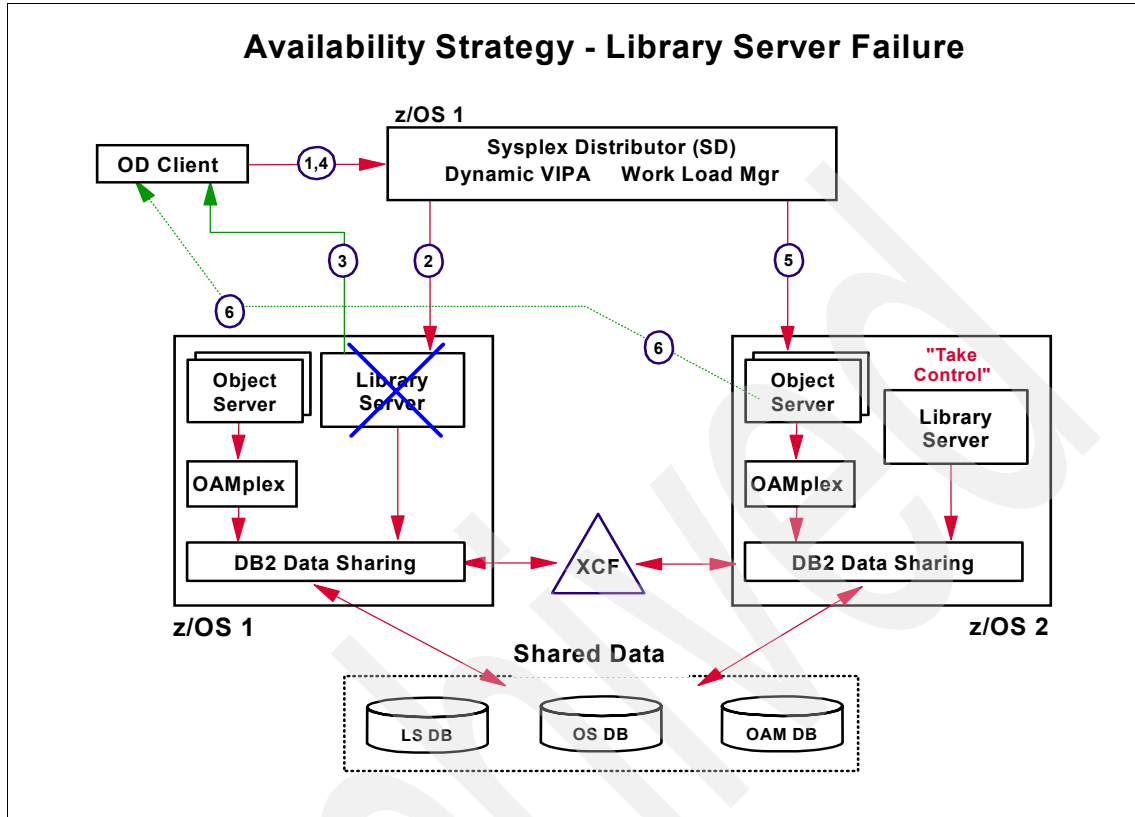 Availability Strategy - Library Server Failure
z/OS 1
OD Client
1,4
Sysplex Distributor (SD)
Dynamic VIPA Work Load Mgr
3
2
5
6
6
Object
Server
Library
Server
"Take
Control"
Object
Server
Library
Server
OAMplex
OAMplex
DB2 Data Sharing
XCF
DB2 Data Sharing
z/OS 1
z/OS 2
Shared Data
LS DB
OS DB
OAM DB